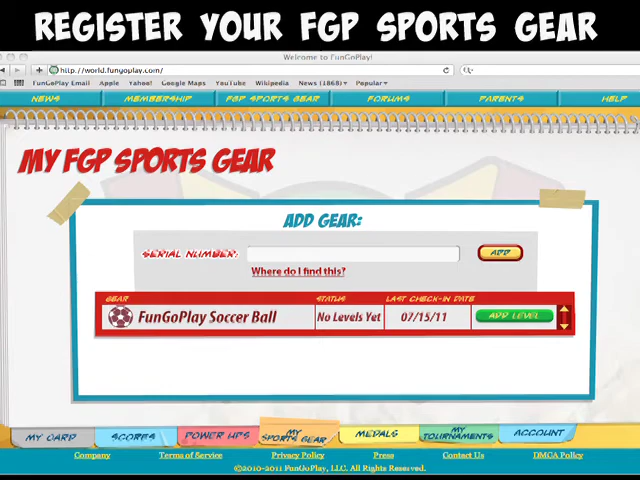 REGISTER YOUR FGP SPORTS GEAR
Welcome to FunGoPlay!
http://world.fungoplay.com/
FunGoPlay Email Apple Yahoo! Google Maps YouTube Wikipedia News (1868) Popular
NEWS MEMBERSHIP FGP SPORTS GEAR FORUMS PARENTS HELP
MY FGP SPORTS GEAR
ADD GEAR:
SERIAL NUMBER: ADD
Where do I find this?
GEAR STATUS LAST CHECK-IN DATE
FunGoPlay Soccer Ball No Levels Yet 07/15/11 ADD LEVEL
MY CARD SCORES POWER UPS MY SPORTS GEAR MEDALS MY TOURNAMENTS ACCOUNT
Company Terms of Service Privacy Policy Press Contact Us DMCA Policy
©2010-2011 FunGoPlay, LLC. All Rights Reserved.